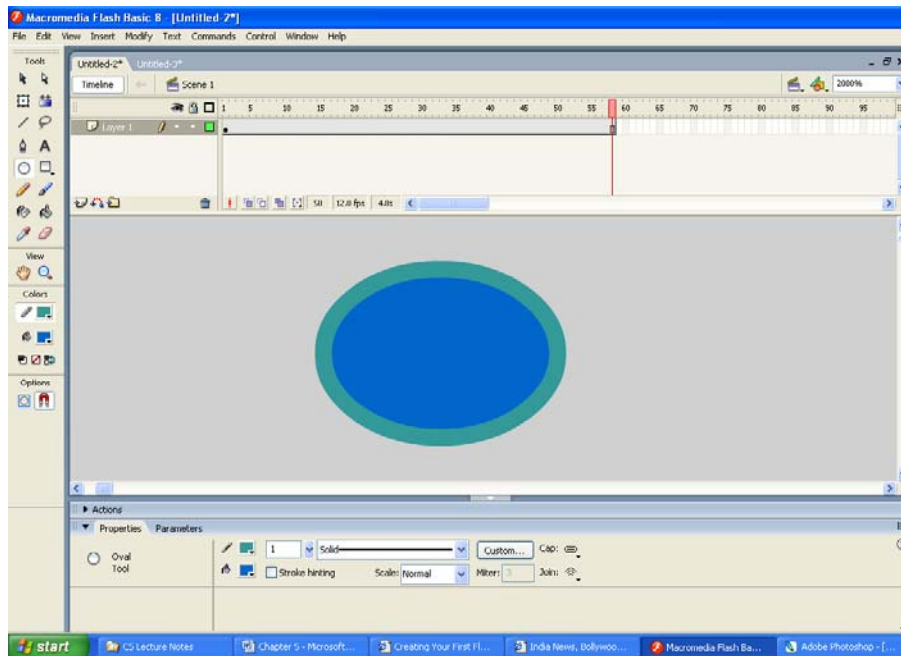 Macromedia Flash Basic 8 - [Untitled-2*]
File Edit View Insert Modify Text Commands Control Window Help
Tools
Untitled-2* Untitled-3*
Timeline Scene 1 2000%
1 5 10 15 20 25 30 35 40 45 50 55 60 65 70 75 80 85 90 95
Layer 1
58 12.0 fps 4.8s
View
Colors
Options
Actions
Properties Parameters
Oval
Tool
1 Solid Custom... Cap:
Stroke hinting Scale: Normal Miter: 3 Join:
start CS Lecture Notes Chapter 5 - Microsoft... Creating Your First Fl... India News, Bollywoo... Macromedia Flash Ba... Adobe Photoshop - [...